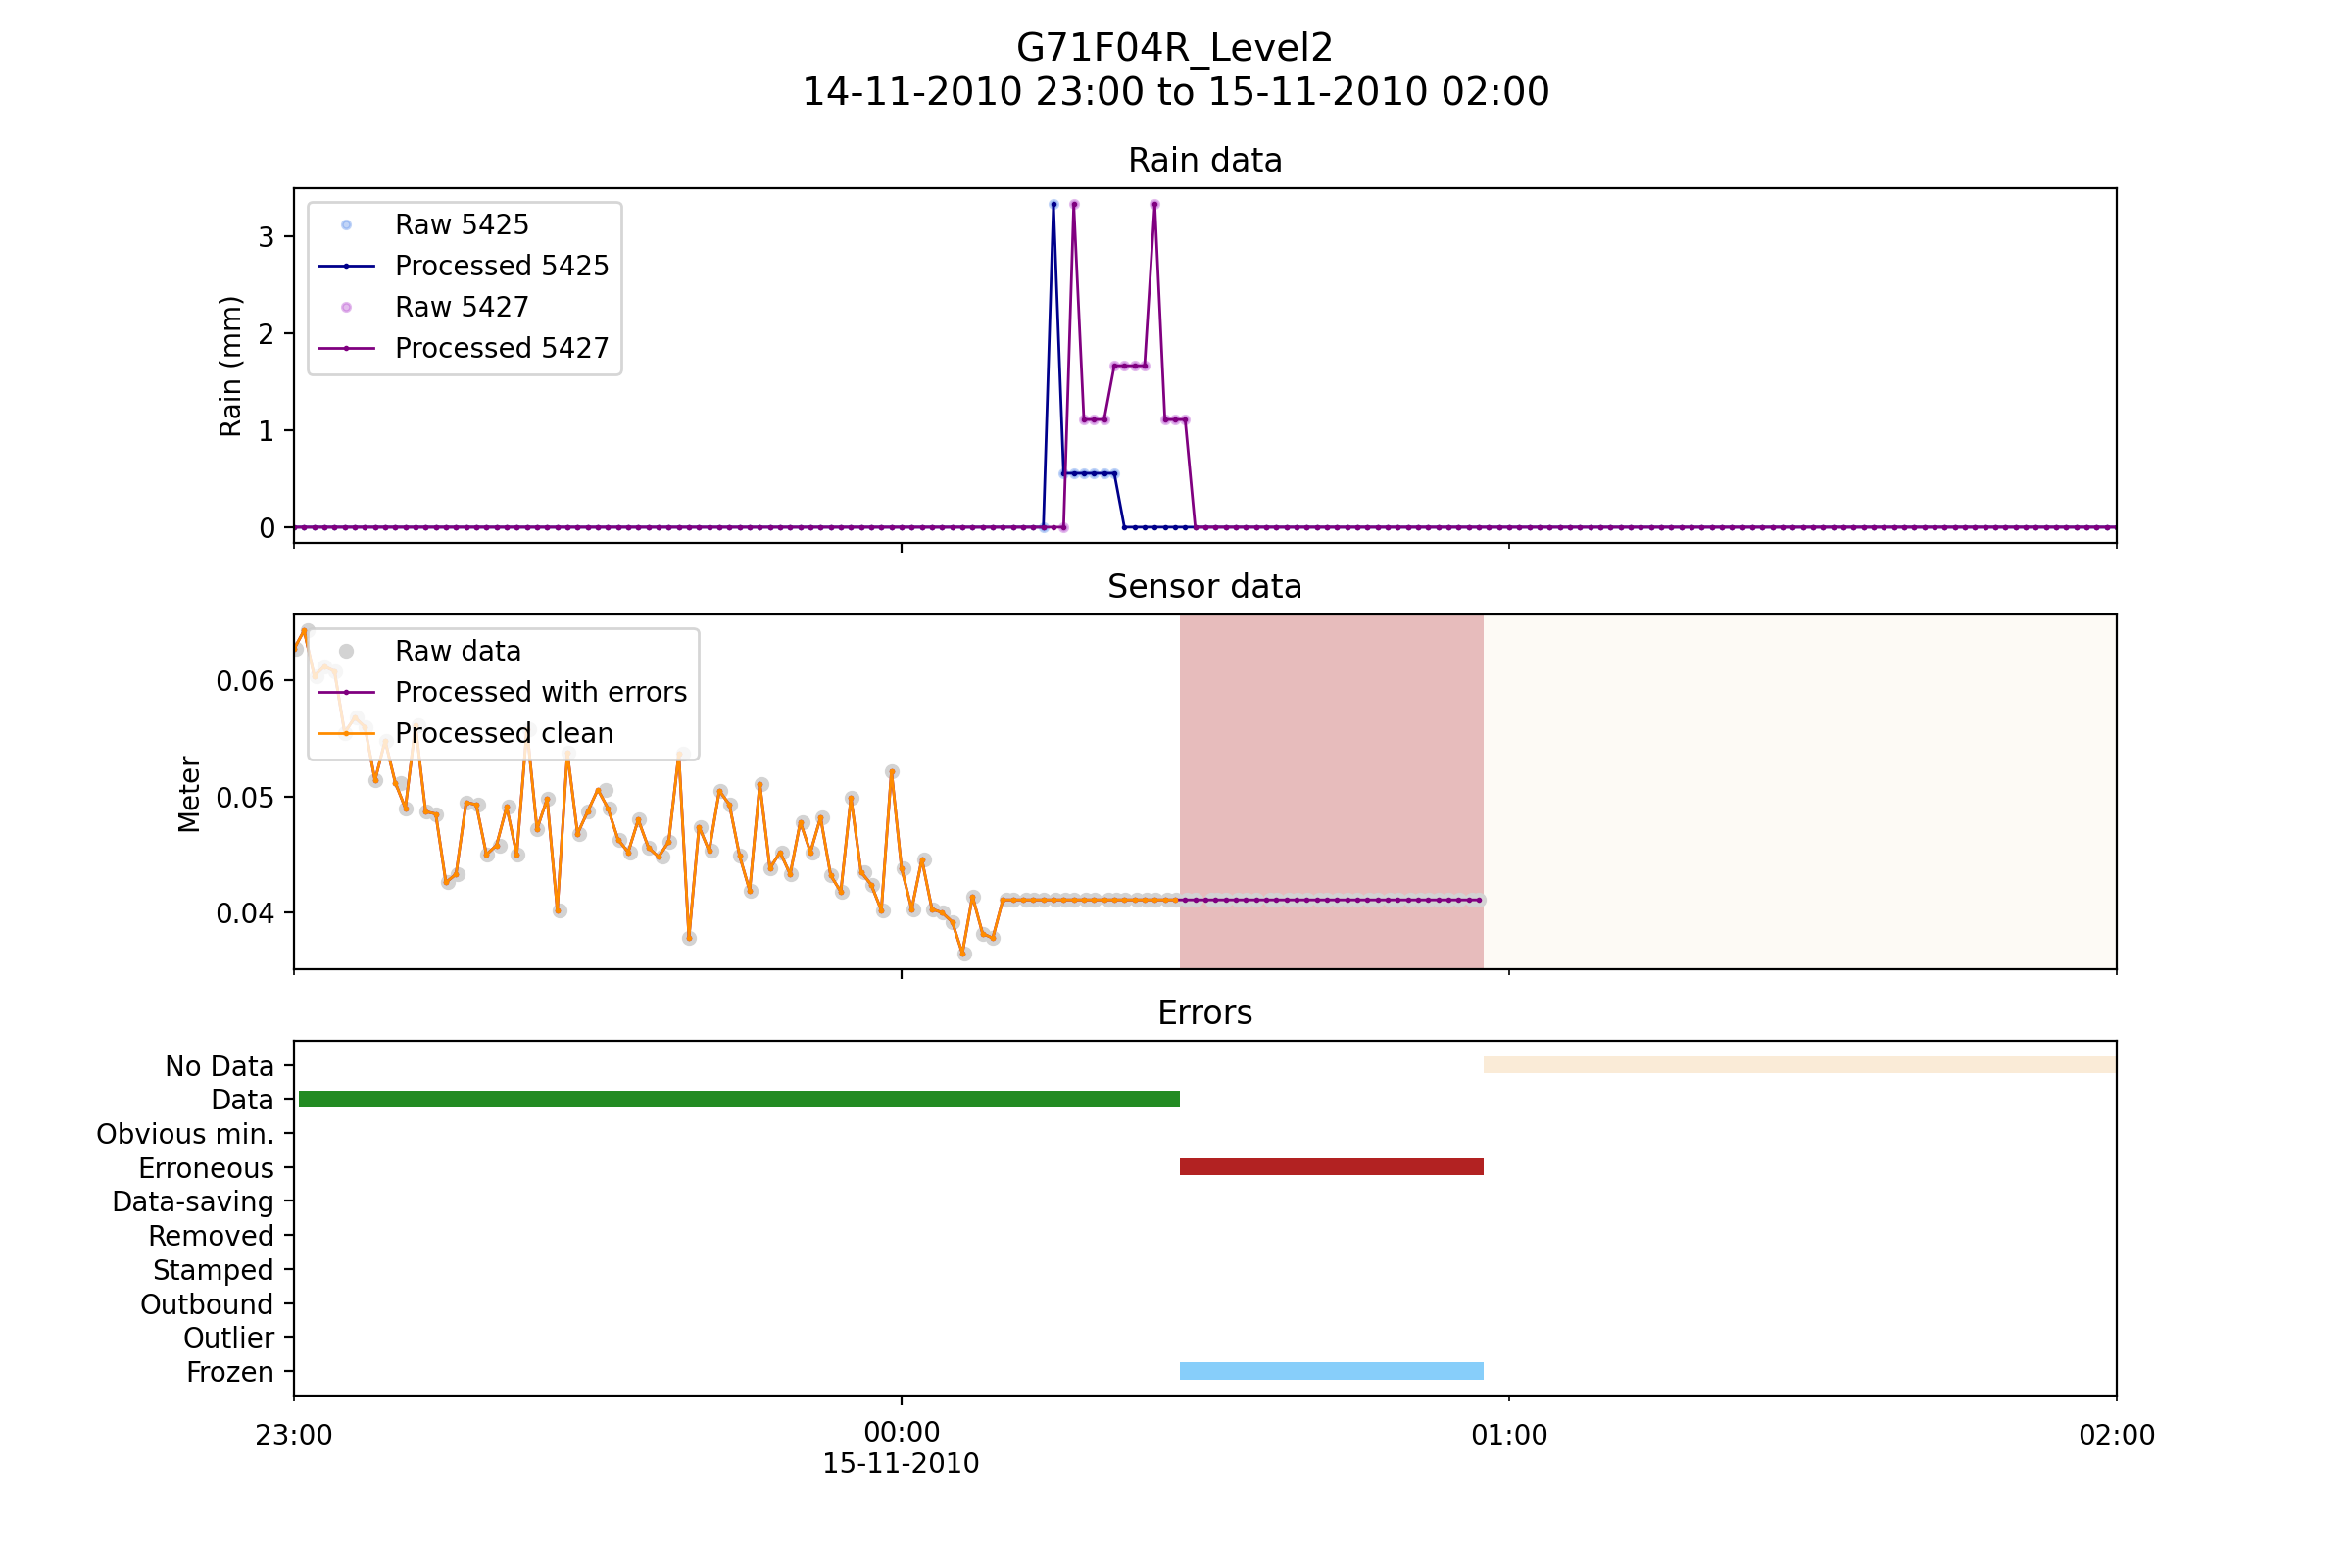 G71F04R_Level2
14-11-2010 23:00 to 15-11-2010 02:00
Rain data
Rain (mm)
3
2
1
0
Raw 5425
Processed 5425
Raw 5427
Processed 5427
Sensor data
Meter
0.06
0.05
0.04
Raw data
Processed with errors
Processed clean
Errors
No Data
Data
Obvious min.
Erroneous
Data-saving
Removed
Stamped
Outbound
Outlier
Frozen
23:00
00:00
15-11-2010
01:00
02:00